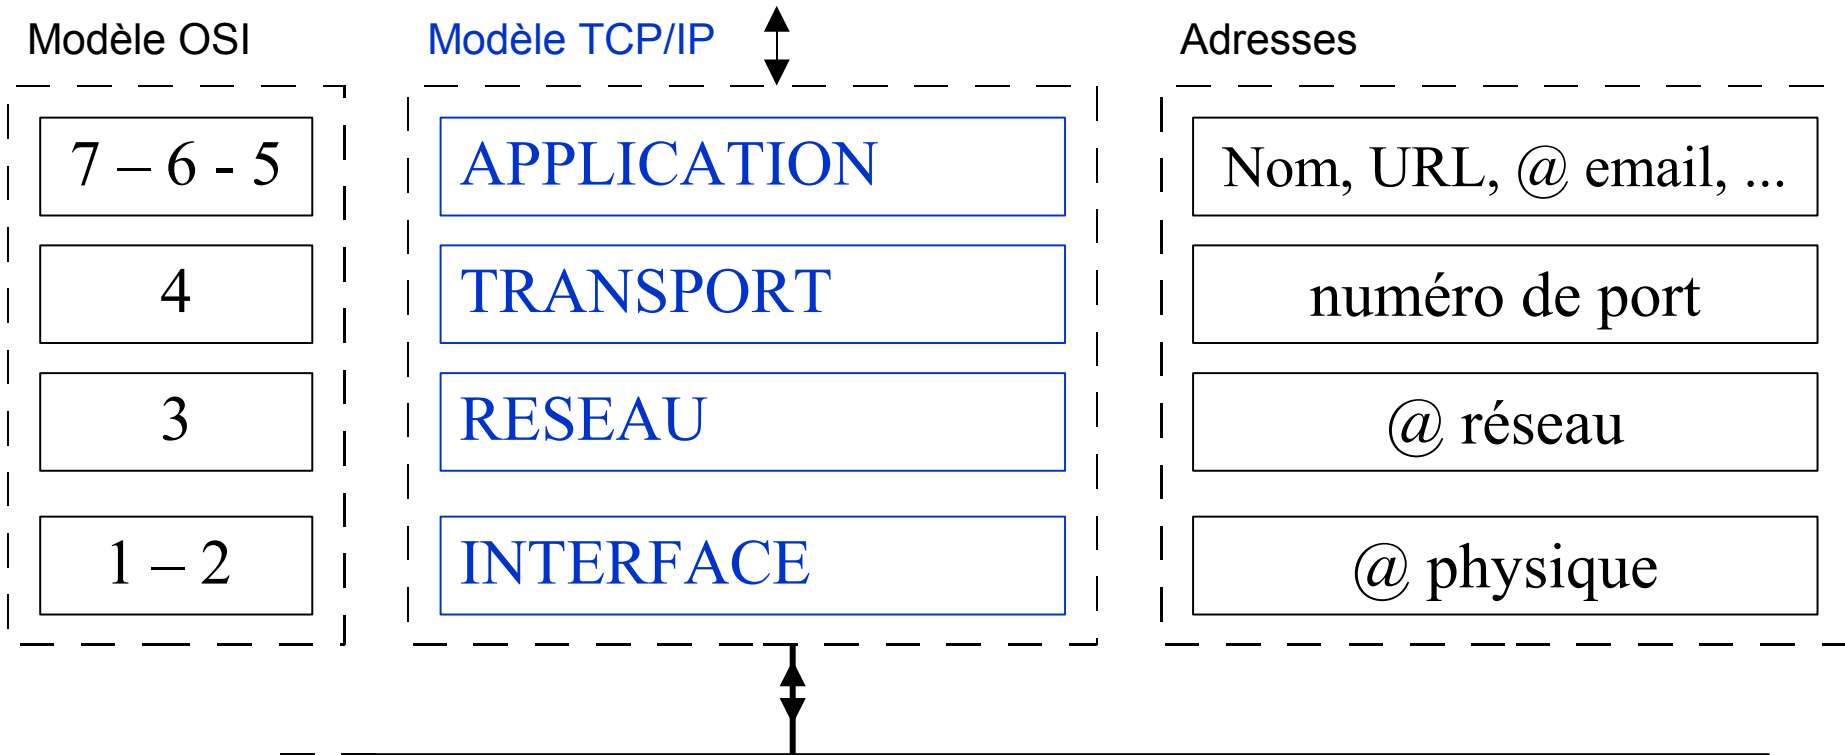 Modèle OSI
Modèle TCP/IP
Adresses
7 – 6 - 5
APPLICATION
Nom, URL, @ email, ...
4
TRANSPORT
numéro de port
3
RESEAU
@ réseau
1 – 2
INTERFACE
@ physique